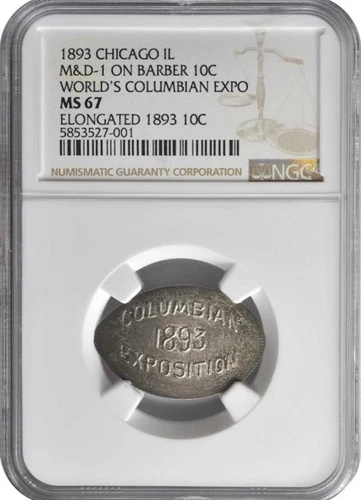 1893 CHICAGO IL
M&D-1 ON BARBER 10C
WORLD'S COLUMBIAN EXPO
MS 67
ELONGATED 1893 10C
5853527-001
NUMISMATIC GUARANTY CORPORATION
NGC
COLUMBIAN
1893
EXPOSITION